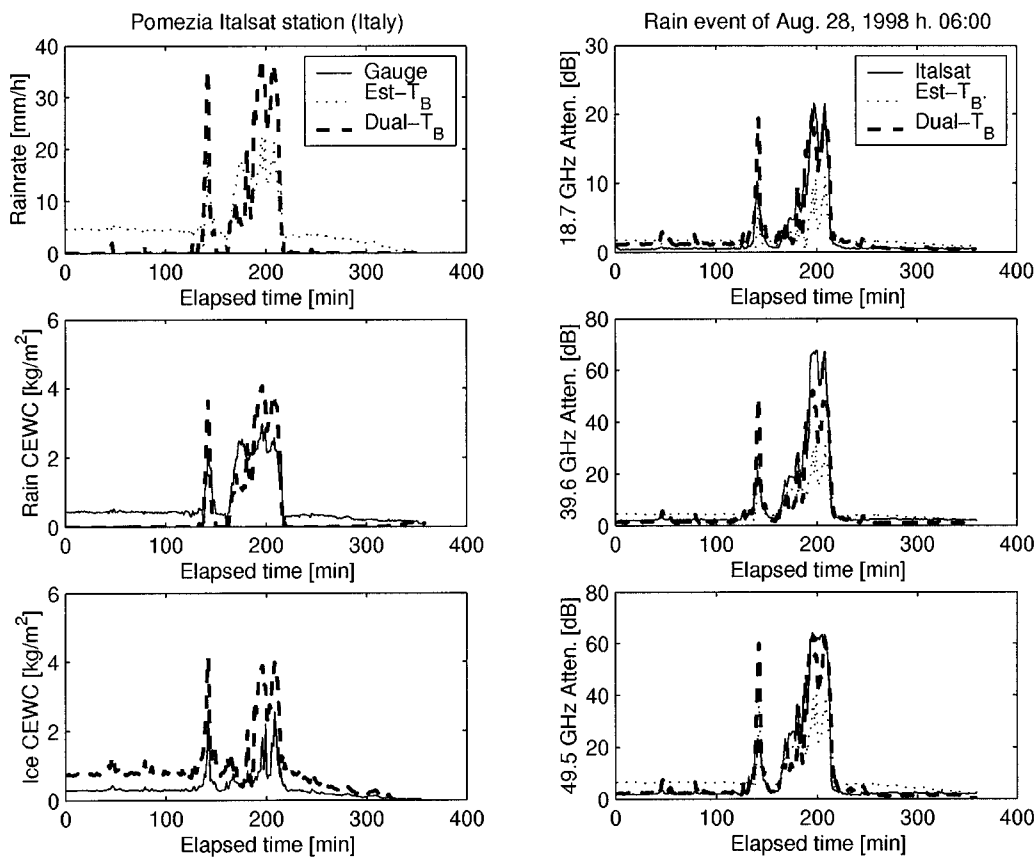 Pomezia Italsat station (Italy)
Rainrate [mm/h]
40
30
20
10
0
Gauge
Est–T_B
Dual–T_B
0 100 200 300 400
Elapsed time [min]
Rain event of Aug. 28, 1998 h. 06:00
18.7 GHz Atten. [dB]
30
20
10
0
Italsat
Est–T_B'
Dual–T_B
0 100 200 300 400
Elapsed time [min]
Rain CEWC [kg/m²]
6
4
2
0
0 100 200 300 400
Elapsed time [min]
39.6 GHz Atten. [dB]
80
60
40
20
0
0 100 200 300 400
Elapsed time [min]
Ice CEWC [kg/m²]
6
4
2
0
0 100 200 300 400
Elapsed time [min]
49.5 GHz Atten. [dB]
80
60
40
20
0
0 100 200 300 400
Elapsed time [min]